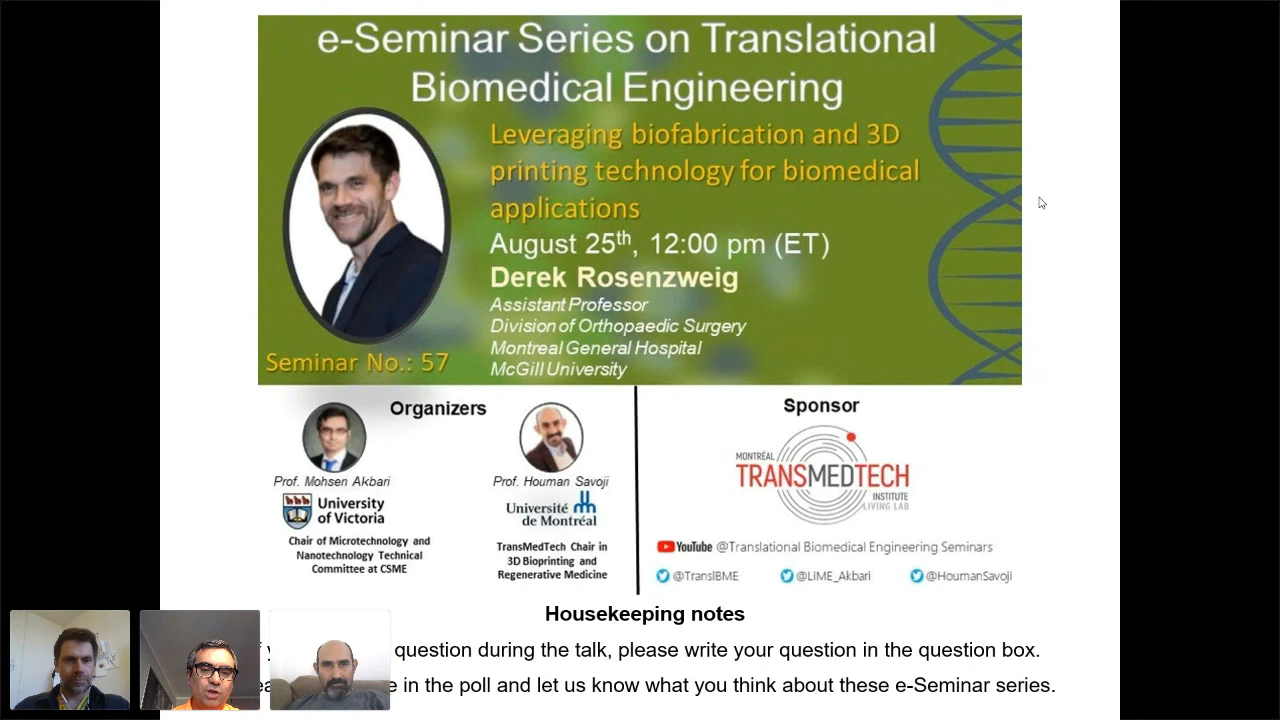 e-Seminar Series on Translational
Biomedical Engineering
Leveraging biofabrication and 3D
printing technology for biomedical
applications
August 25th, 12:00 pm (ET)
Derek Rosenzweig
Assistant Professor
Division of Orthopaedic Surgery
Montreal General Hospital
McGill University
Seminar No.: 57
Organizers
Prof. Mohsen Akbari
University
of Victoria
Chair of Microtechnology and
Nanotechnology Technical
Committee at CSME
Prof. Houman Savoji
Université
de Montréal
TransMedTech Chair in
3D Bioprinting and
Regenerative Medicine
Sponsor
MONTRÉAL
TRANSMEDTECH
INSTITUTE
LIVING LAB
YouTube @Translational Biomedical Engineering Seminars
@TranslBME @LiME_Akbari @HoumanSavoji
Housekeeping notes
question during the talk, please write your question in the question box.
in the poll and let us know what you think about these e-Seminar series.